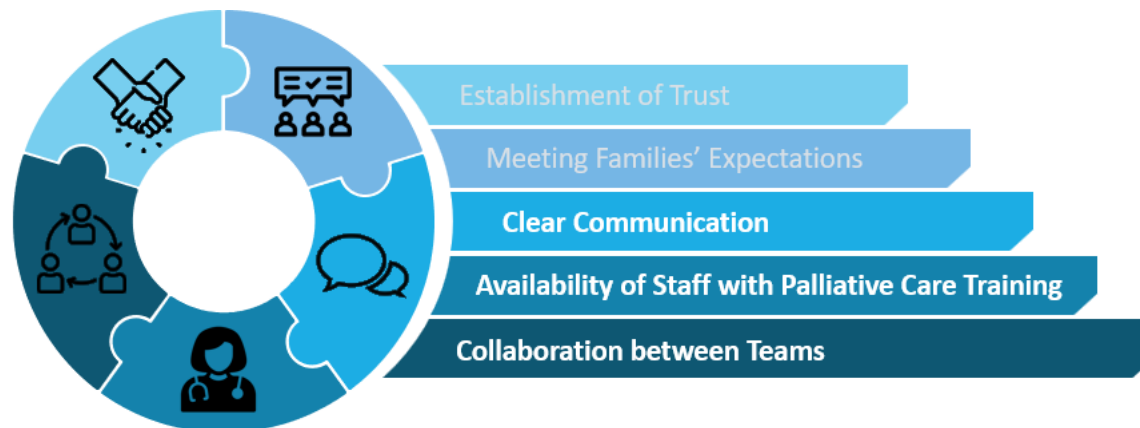 Establishment of Trust
Meeting Families’ Expectations
Clear Communication
Availability of Staff with Palliative Care Training
Collaboration between Teams